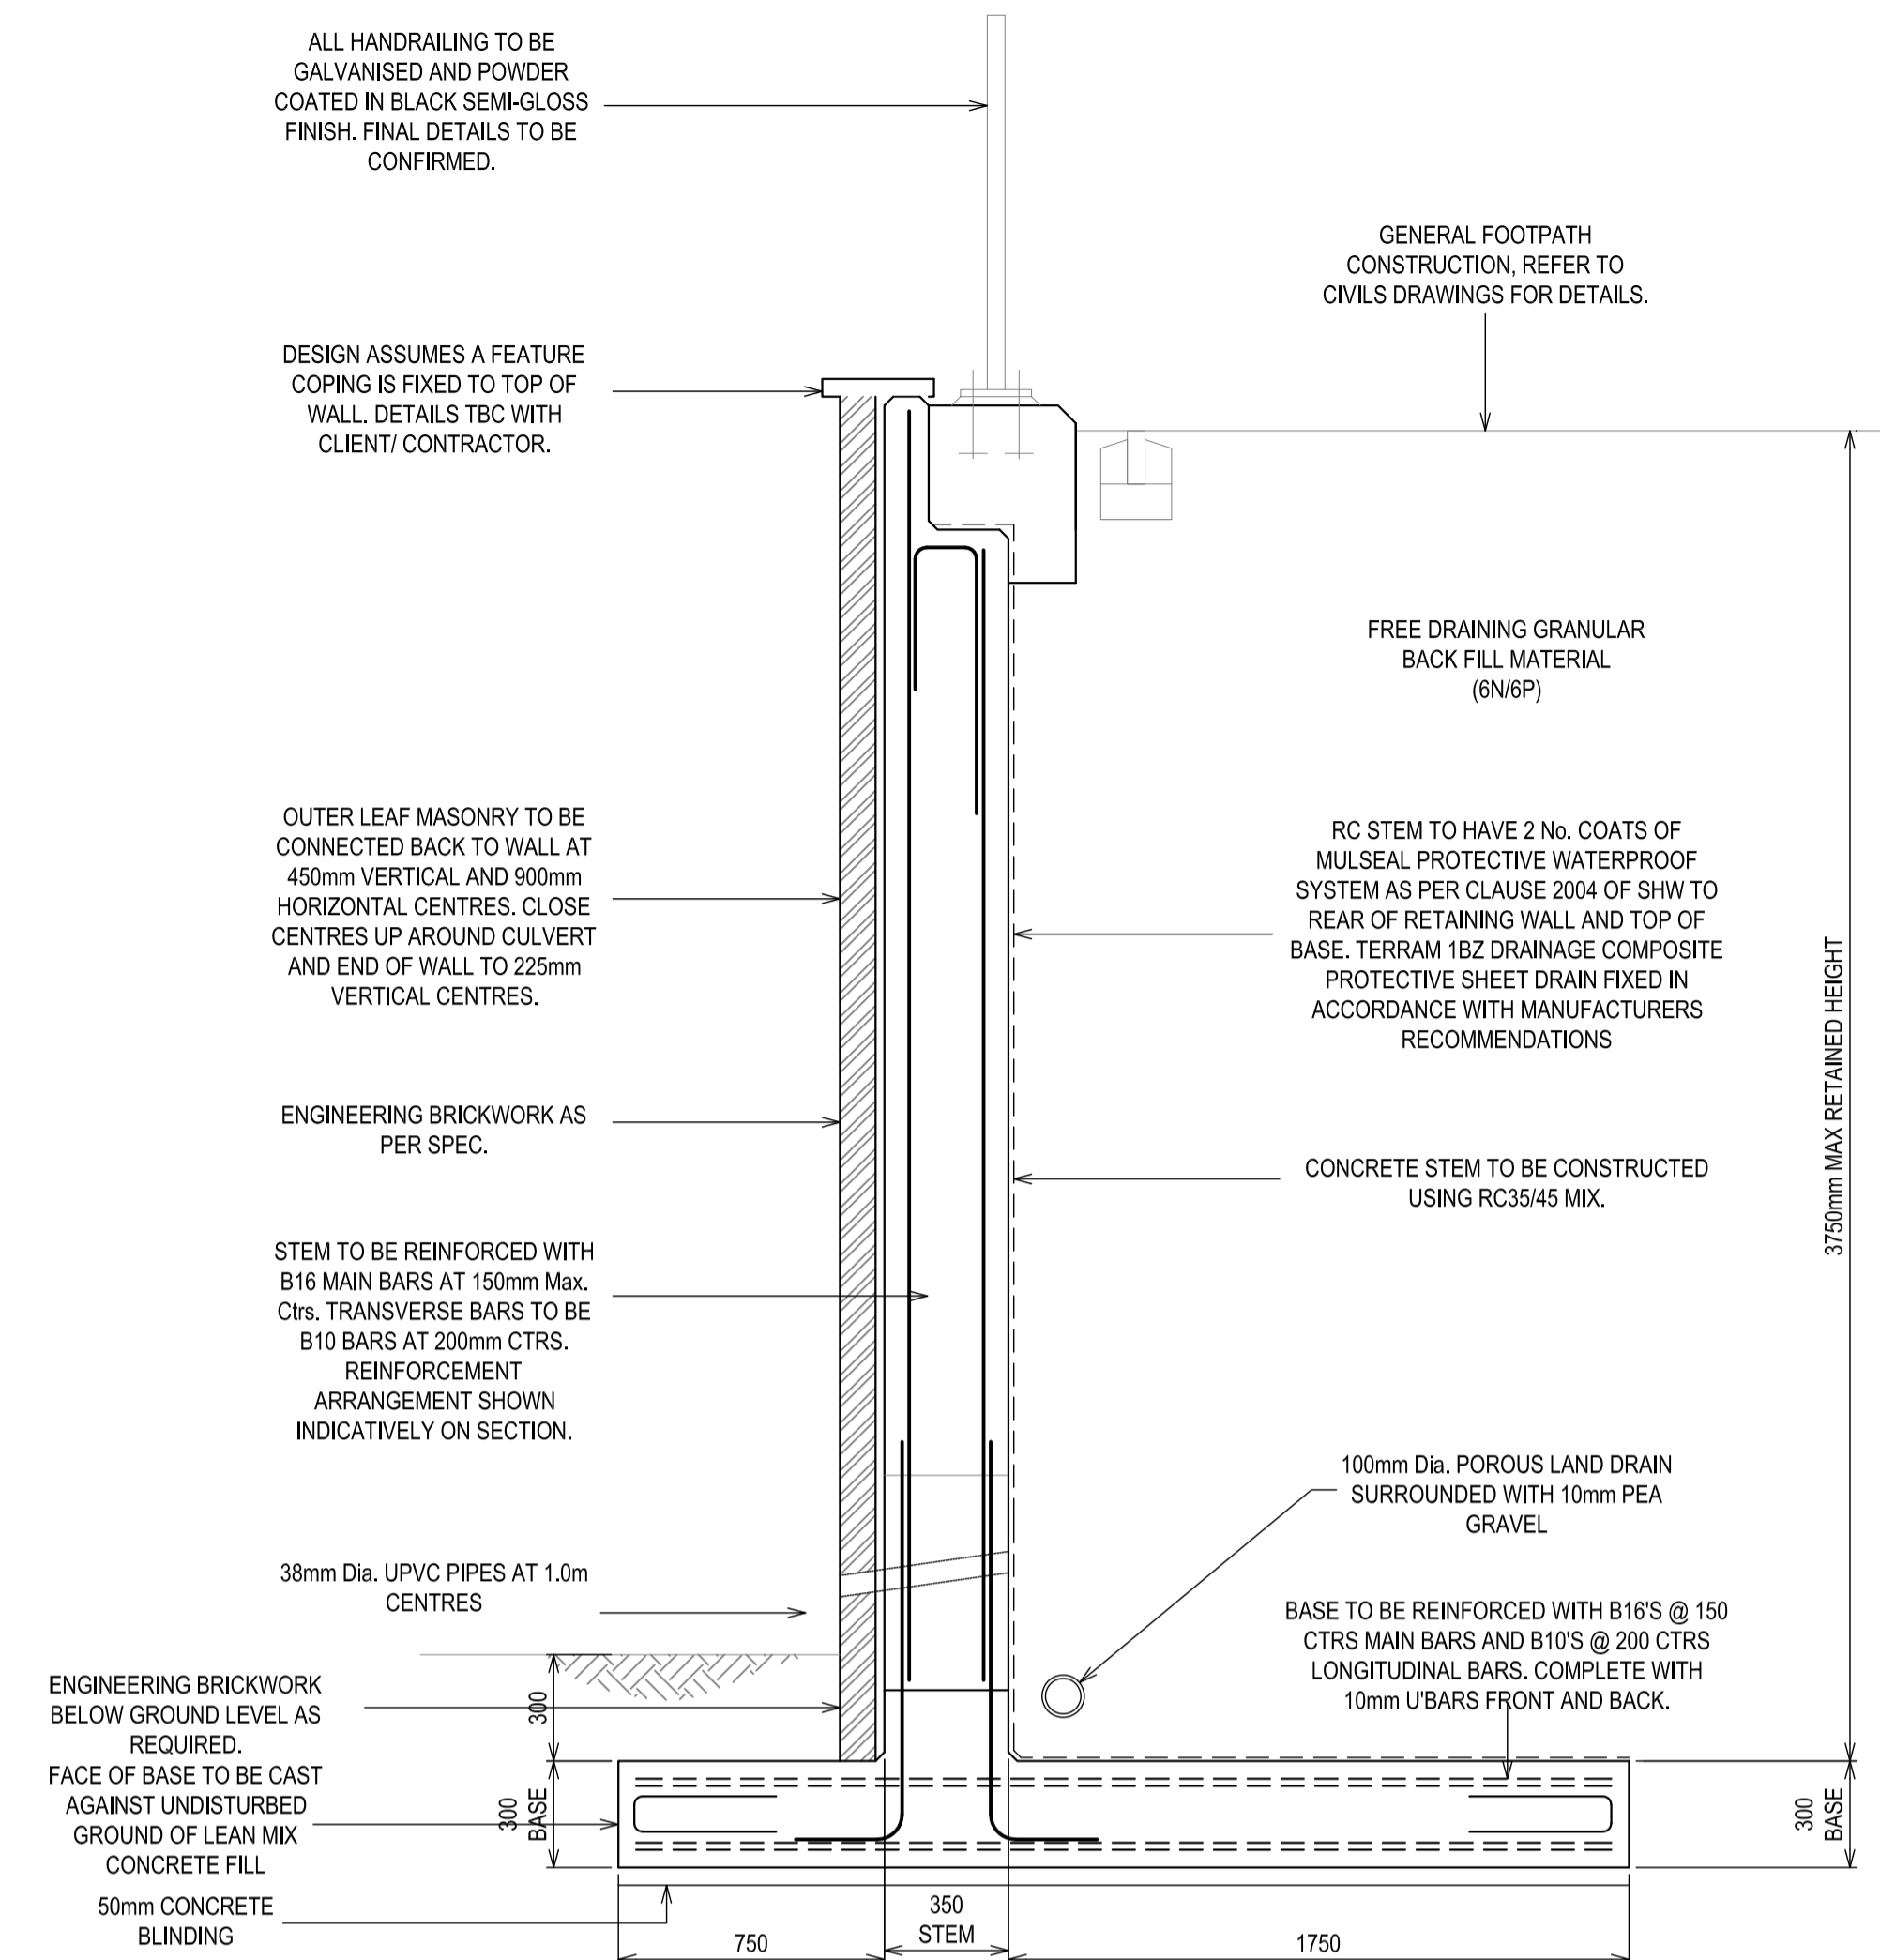 ALL HANDRAILING TO BE
GALVANISED AND POWDER
COATED IN BLACK SEMI-GLOSS
FINISH. FINAL DETAILS TO BE
CONFIRMED.
GENERAL FOOTPATH
CONSTRUCTION, REFER TO
CIVILS DRAWINGS FOR DETAILS.
DESIGN ASSUMES A FEATURE
COPING IS FIXED TO TOP OF
WALL. DETAILS TBC WITH
CLIENT/ CONTRACTOR.
FREE DRAINING GRANULAR
BACK FILL MATERIAL
(6N/6P)
OUTER LEAF MASONRY TO BE
CONNECTED BACK TO WALL AT
450mm VERTICAL AND 900mm
HORIZONTAL CENTRES. CLOSE
CENTRES UP AROUND CULVERT
AND END OF WALL TO 225mm
VERTICAL CENTRES.
RC STEM TO HAVE 2 No. COATS OF
MULSEAL PROTECTIVE WATERPROOF
SYSTEM AS PER CLAUSE 2004 OF SHW TO
REAR OF RETAINING WALL AND TOP OF
BASE. TERRAM 1BZ DRAINAGE COMPOSITE
PROTECTIVE SHEET DRAIN FIXED IN
ACCORDANCE WITH MANUFACTURERS
RECOMMENDATIONS
3750mm MAX RETAINED HEIGHT
ENGINEERING BRICKWORK AS
PER SPEC.
CONCRETE STEM TO BE CONSTRUCTED
USING RC35/45 MIX.
STEM TO BE REINFORCED WITH
B16 MAIN BARS AT 150mm Max.
Ctrs. TRANSVERSE BARS TO BE
B10 BARS AT 200mm CTRS.
REINFORCEMENT
ARRANGEMENT SHOWN
INDICATIVELY ON SECTION.
100mm Dia. POROUS LAND DRAIN
SURROUNDED WITH 10mm PEA
GRAVEL
38mm Dia. UPVC PIPES AT 1.0m
CENTRES
BASE TO BE REINFORCED WITH B16'S @ 150
CTRS MAIN BARS AND B10'S @ 200 CTRS
LONGITUDINAL BARS. COMPLETE WITH
10mm U'BARS FRONT AND BACK.
ENGINEERING BRICKWORK
BELOW GROUND LEVEL AS
REQUIRED.
300
FACE OF BASE TO BE CAST
AGAINST UNDISTURBED
GROUND OF LEAN MIX
CONCRETE FILL
300
BASE
300
BASE
50mm CONCRETE
BLINDING
750
350
STEM
1750